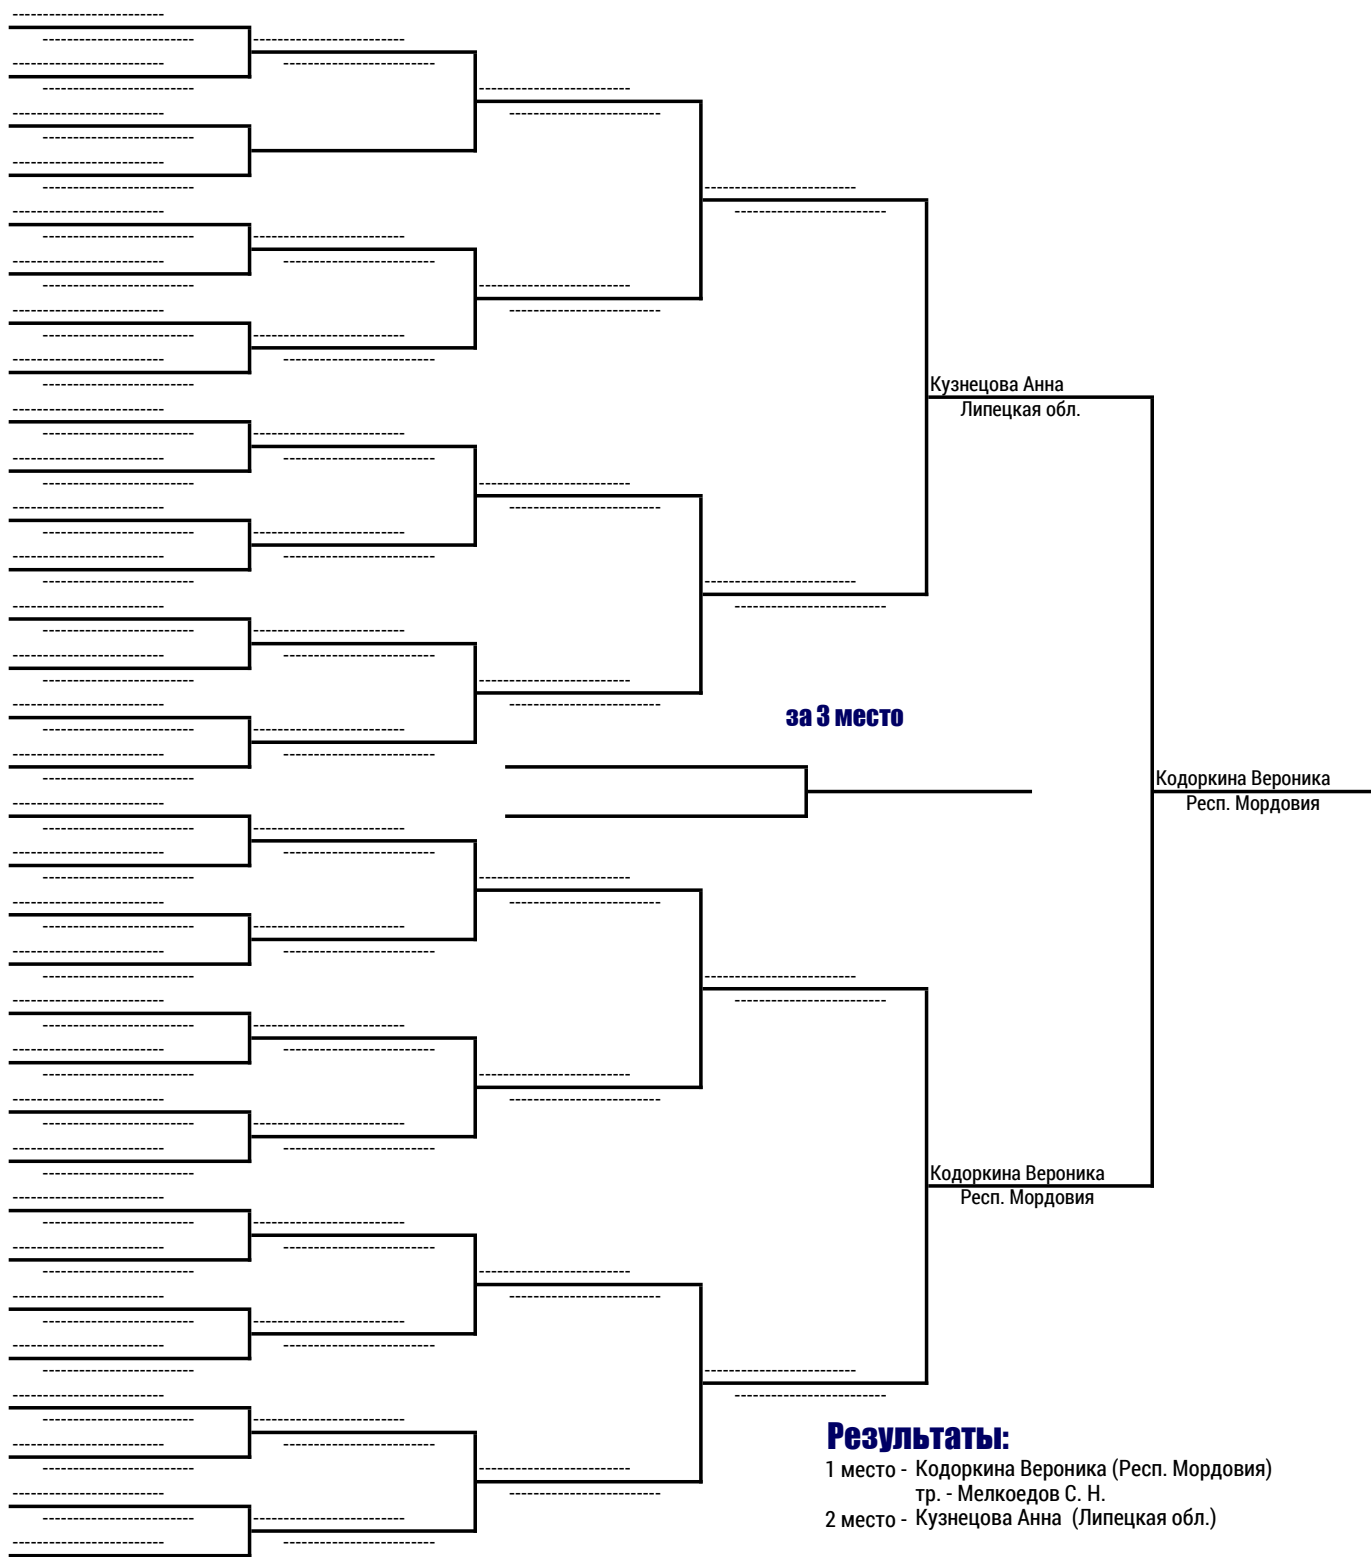 Кузнецова Анна
Липецкая обл.
за 3 место
Кодоркина Вероника
Респ. Мордовия
Кодоркина Вероника
Респ. Мордовия
Результаты:
1 место - Кодоркина Вероника (Респ. Мордовия)
тр. - Мелкоедов С. Н.
2 место - Кузнецова Анна (Липецкая обл.)